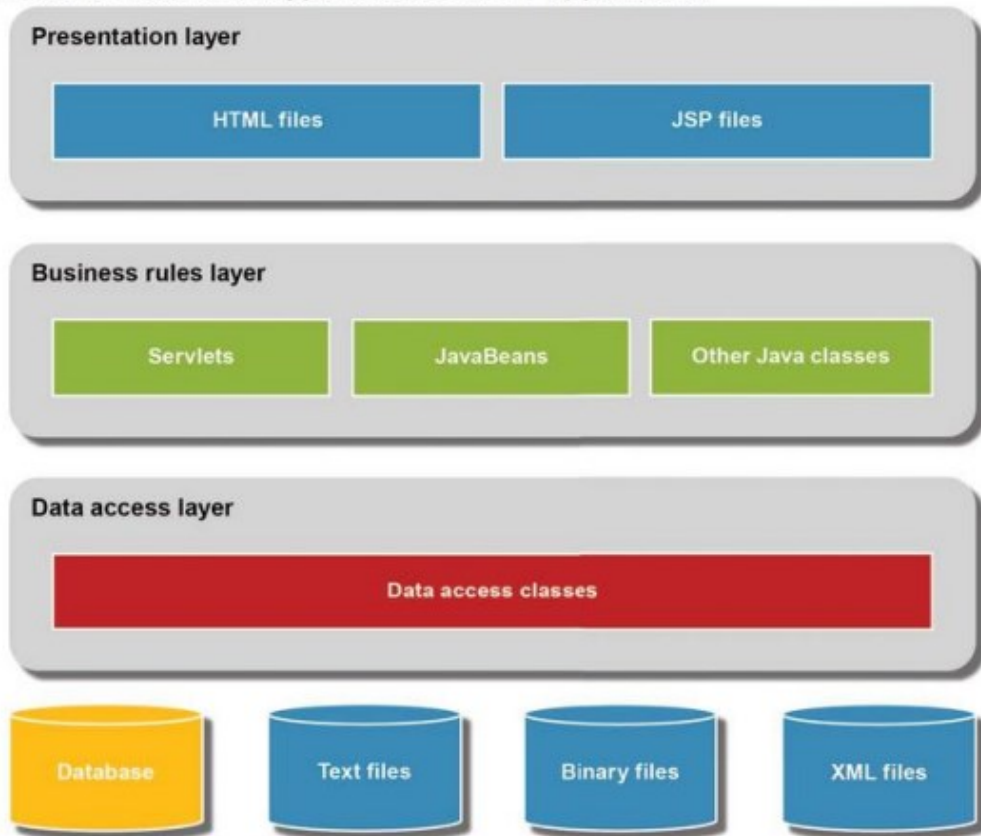 Presentation layer
HTML files
JSP files
Business rules layer
Servlets
JavaBeans
Other Java classes
Data access layer
Data access classes
Database
Text files
Binary files
XML files